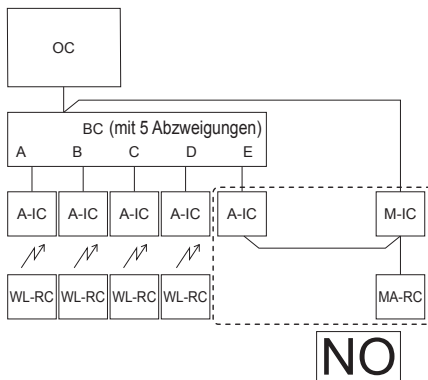 OC
BC (mit 5 Abzweigungen)
A B C D E
A-IC A-IC A-IC A-IC A-IC M-IC
WL-RC WL-RC WL-RC WL-RC MA-RC
NO